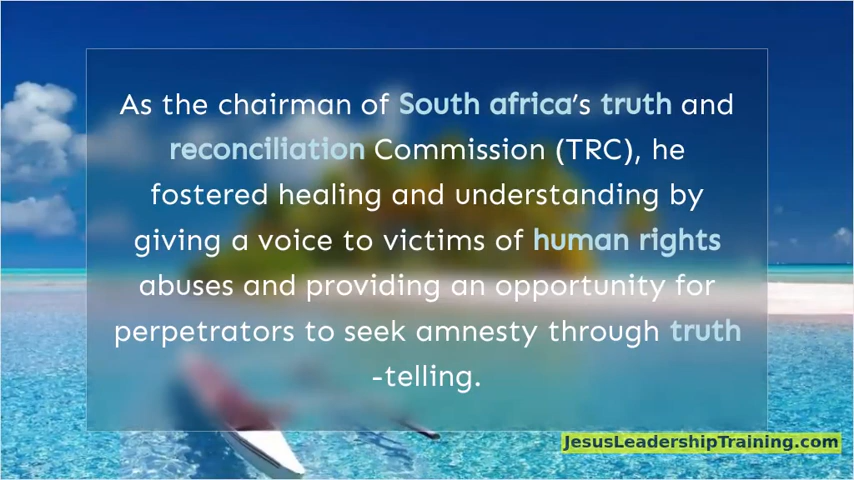 As the chairman of South africa's truth and
reconciliation Commission (TRC), he
fostered healing and understanding by
giving a voice to victims of human rights
abuses and providing an opportunity for
perpetrators to seek amnesty through truth
-telling.
JesusLeadershipTraining.com